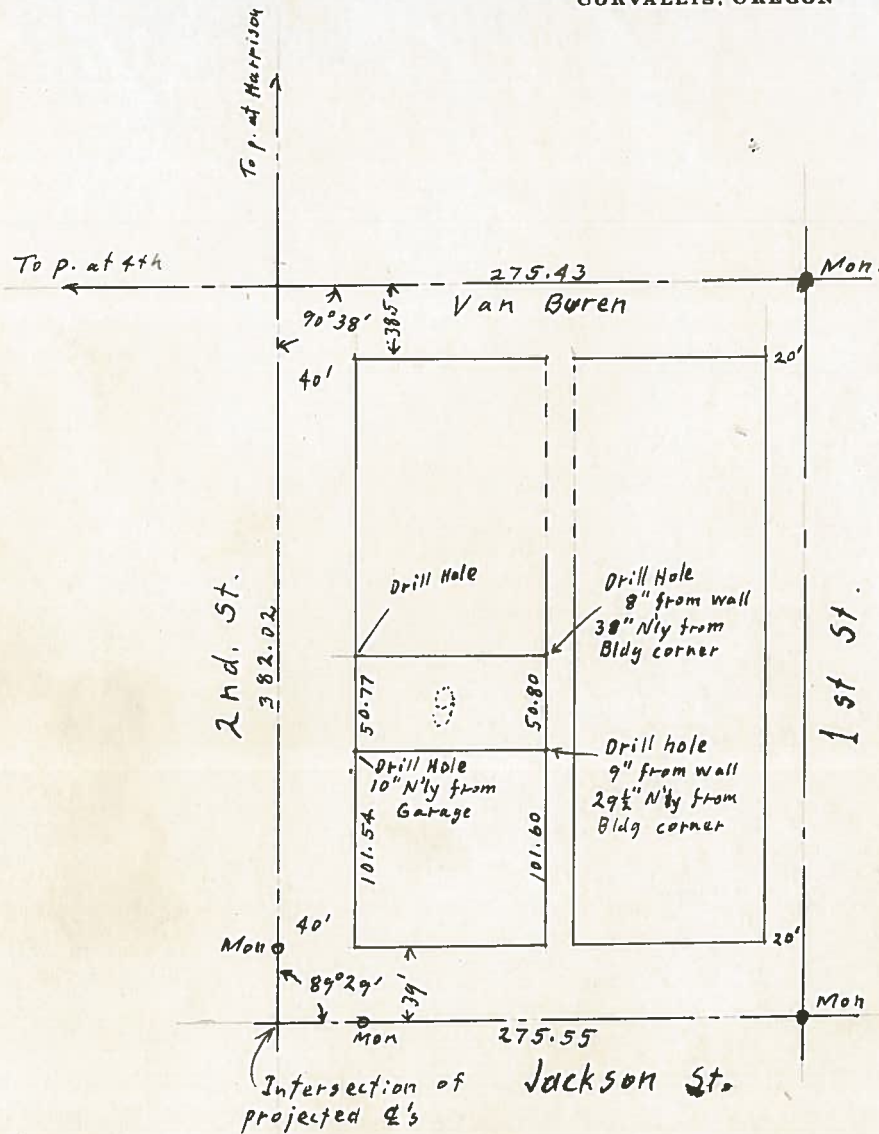 CORVALLIS, OREGON
To p. at Harrison
To p. at 4th
275.43
Mon.
Van Buren
90°38'
38.5
40'
20'
2nd. St.
382.02
Drill Hole
Drill Hole
8" from wall
38" N'ly from
Bldg corner
50.77
50.80
1st St.
Drill Hole
10" N'ly from
Garage
Drill hole
9" from wall
29½" N'ly from
Bldg corner
101.54
101.60
40'
20'
Mon
89°29'
39'
Mon
Mon
275.55
Intersection of
projected ℄'s
Jackson St.